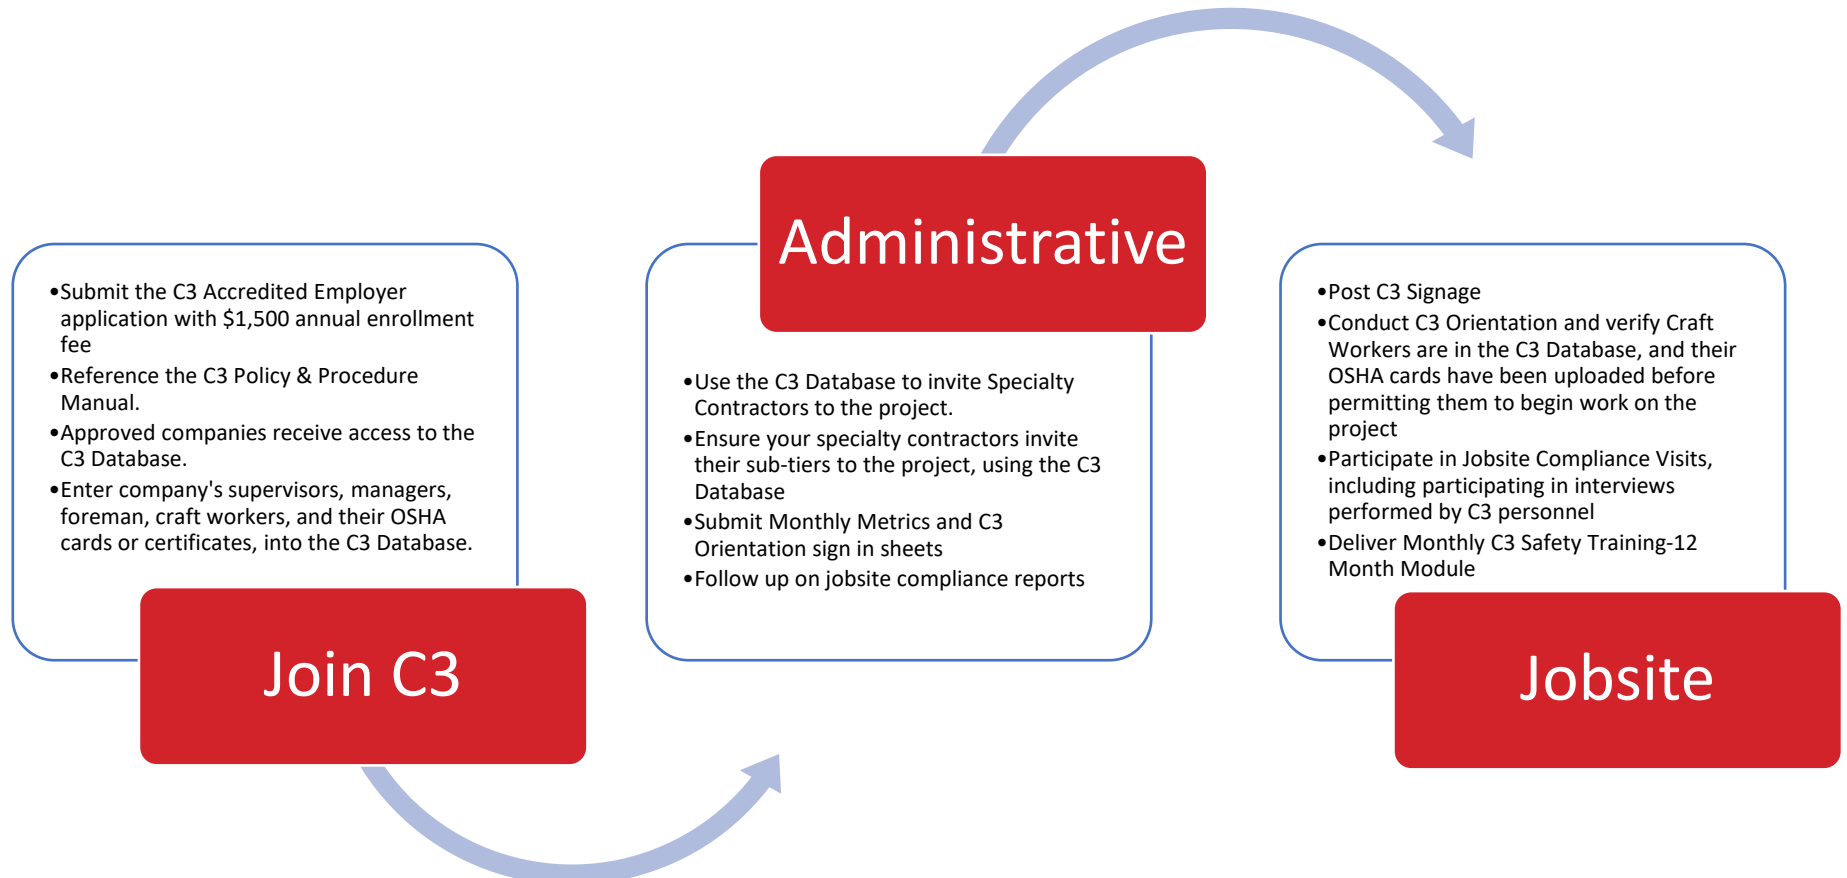 •Submit the C3 Accredited Employer
application with $1,500 annual enrollment
fee
•Reference the C3 Policy & Procedure
Manual.
•Approved companies receive access to the
C3 Database.
•Enter company's supervisors, managers,
foreman, craft workers, and their OSHA
cards or certificates, into the C3 Database.
Join C3
Administrative
•Use the C3 Database to invite Specialty
Contractors to the project.
•Ensure your specialty contractors invite
their sub-tiers to the project, using the C3
Database
•Submit Monthly Metrics and C3
Orientation sign in sheets
•Follow up on jobsite compliance reports
•Post C3 Signage
•Conduct C3 Orientation and verify Craft
Workers are in the C3 Database, and their
OSHA cards have been uploaded before
permitting them to begin work on the
project
•Participate in Jobsite Compliance Visits,
including participating in interviews
performed by C3 personnel
•Deliver Monthly C3 Safety Training-12
Month Module
Jobsite